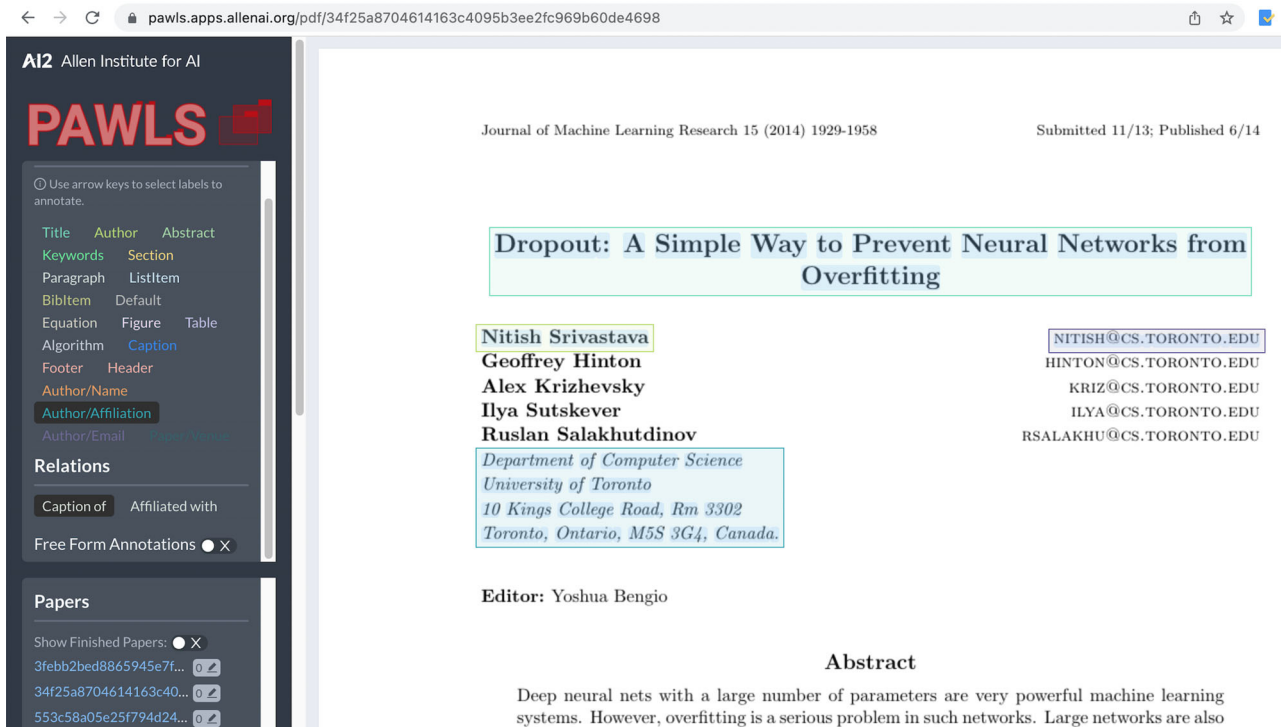 pawls.apps.allenai.org/pdf/34f25a8704614163c4095b3ee2fc969b60de4698
AI2 Allen Institute for AI
PAWLS
Use arrow keys to select labels to
annotate.
Title Author Abstract
Keywords Section
Paragraph ListItem
BibItem Default
Equation Figure Table
Algorithm Caption
Footer Header
Author/Name
Author/Affiliation
Author/Email Paper/Venue
Relations
Caption of Affiliated with
Free Form Annotations X
Papers
Show Finished Papers: X
3febb2bed8865945e7f... 0
34f25a8704614163c40... 0
553c58a05e25f794d24... 0
Journal of Machine Learning Research 15 (2014) 1929-1958 Submitted 11/13; Published 6/14
Dropout: A Simple Way to Prevent Neural Networks from
Overfitting
Nitish Srivastava NITISH@CS.TORONTO.EDU
Geoffrey Hinton HINTON@CS.TORONTO.EDU
Alex Krizhevsky KRIZ@CS.TORONTO.EDU
Ilya Sutskever ILYA@CS.TORONTO.EDU
Ruslan Salakhutdinov RSALAKHU@CS.TORONTO.EDU
Department of Computer Science
University of Toronto
10 Kings College Road, Rm 3302
Toronto, Ontario, M5S 3G4, Canada.
Editor: Yoshua Bengio
Abstract
Deep neural nets with a large number of parameters are very powerful machine learning
systems. However, overfitting is a serious problem in such networks. Large networks are also